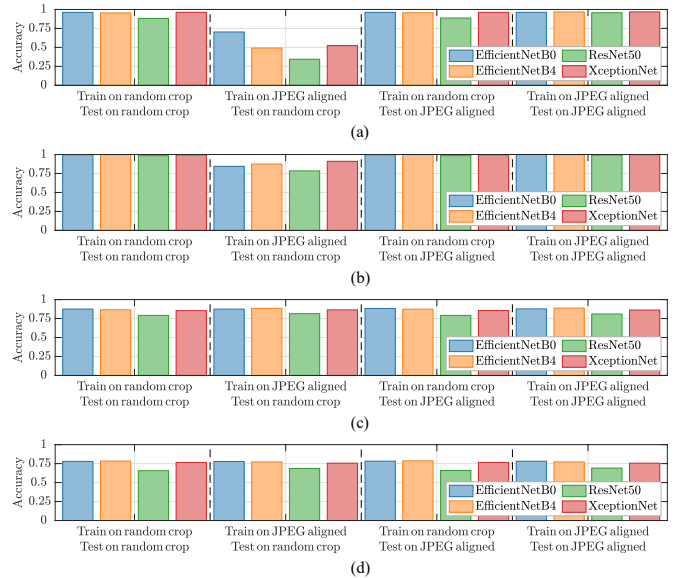 1
0.75
0.5
0.25
0
Accuracy
EfficientNetB0 ResNet50
EfficientNetB4 XceptionNet
Train on random crop Train on JPEG aligned Train on random crop Train on JPEG aligned
Test on random crop Test on random crop Test on JPEG aligned Test on JPEG aligned
(a)
1
0.75
0.5
0.25
0
Accuracy
EfficientNetB0 ResNet50
EfficientNetB4 XceptionNet
Train on random crop Train on JPEG aligned Train on random crop Train on JPEG aligned
Test on random crop Test on random crop Test on JPEG aligned Test on JPEG aligned
(b)
1
0.75
0.5
0.25
0
Accuracy
EfficientNetB0 ResNet50
EfficientNetB4 XceptionNet
Train on random crop Train on JPEG aligned Train on random crop Train on JPEG aligned
Test on random crop Test on random crop Test on JPEG aligned Test on JPEG aligned
(c)
1
0.75
0.5
0.25
0
Accuracy
EfficientNetB0 ResNet50
EfficientNetB4 XceptionNet
Train on random crop Train on JPEG aligned Train on random crop Train on JPEG aligned
Test on random crop Test on random crop Test on JPEG aligned Test on JPEG aligned
(d)